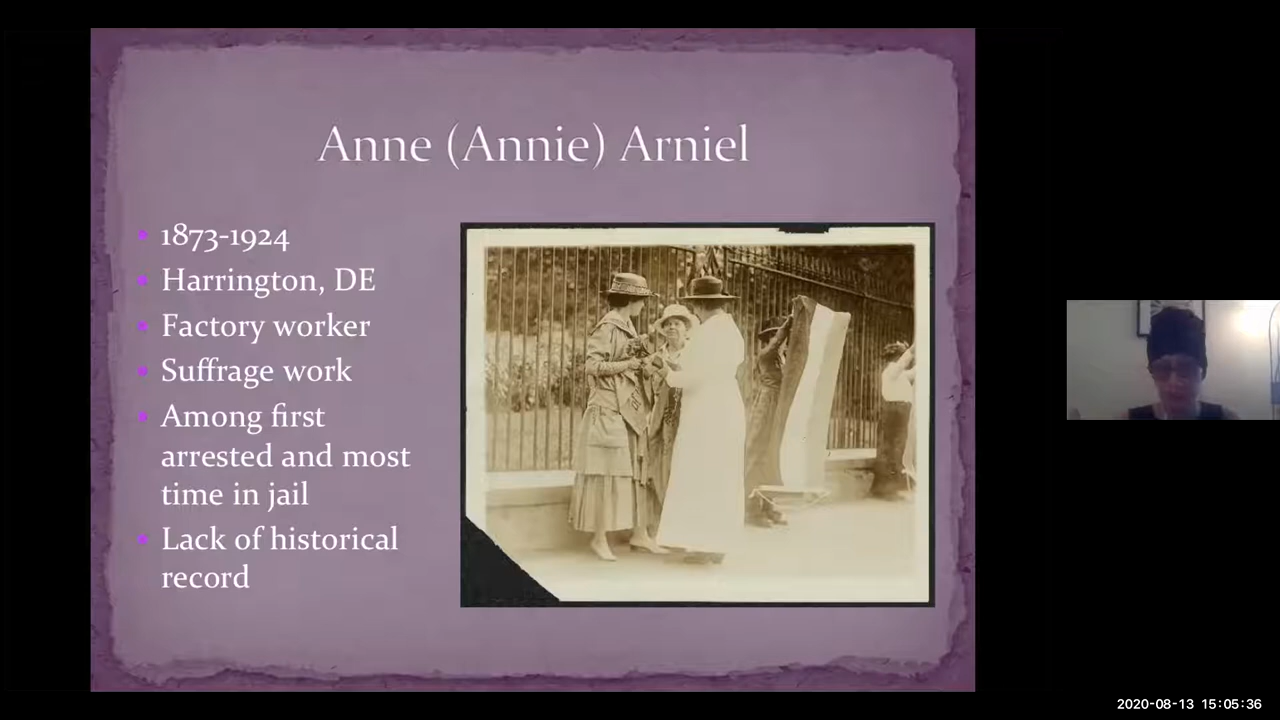 Anne (Annie) Arniel
1873-1924
Harrington, DE
Factory worker
Suffrage work
Among first
arrested and most
time in jail
Lack of historical
record
2020-08-13 15:05:36